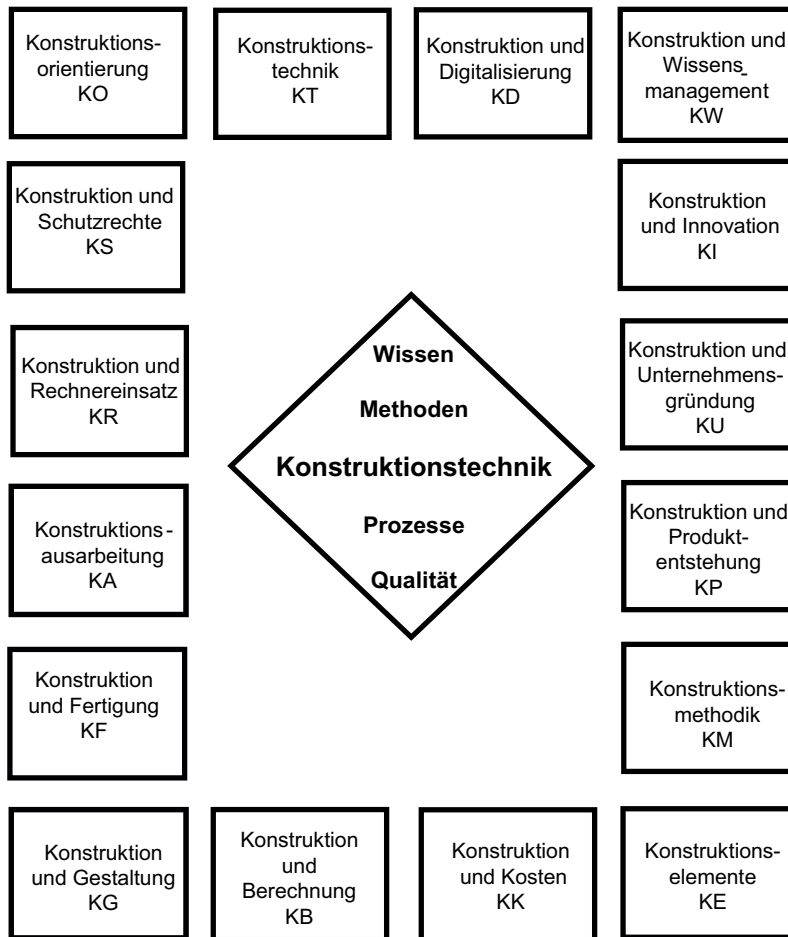 Konstruktions-
orientierung
KO
Konstruktions-
technik
KT
Konstruktion und
Digitalisierung
KD
Konstruktion und
Wissens_
management
KW
Konstruktion und
Schutzrechte
KS
Konstruktion
und Innovation
KI
Konstruktion und
Rechnereinsatz
KR
Wissen
Methoden
Konstruktionstechnik
Prozesse
Qualität
Konstruktion und
Unternehmens-
gründung
KU
Konstruktions-
ausarbeitung
KA
Konstruktion und
Produkt-
entstehung
KP
Konstruktion
und Fertigung
KF
Konstruktions-
methodik
KM
Konstruktion
und Gestaltung
KG
Konstruktion
und
Berechnung
KB
Konstruktion
und Kosten
KK
Konstruktions-
elemente
KE